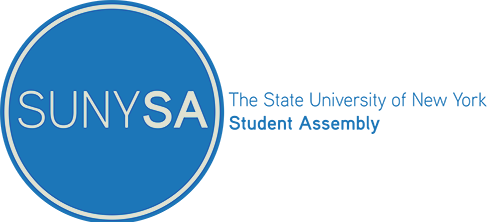 SUNYSA
The State University of New York
Student Assembly